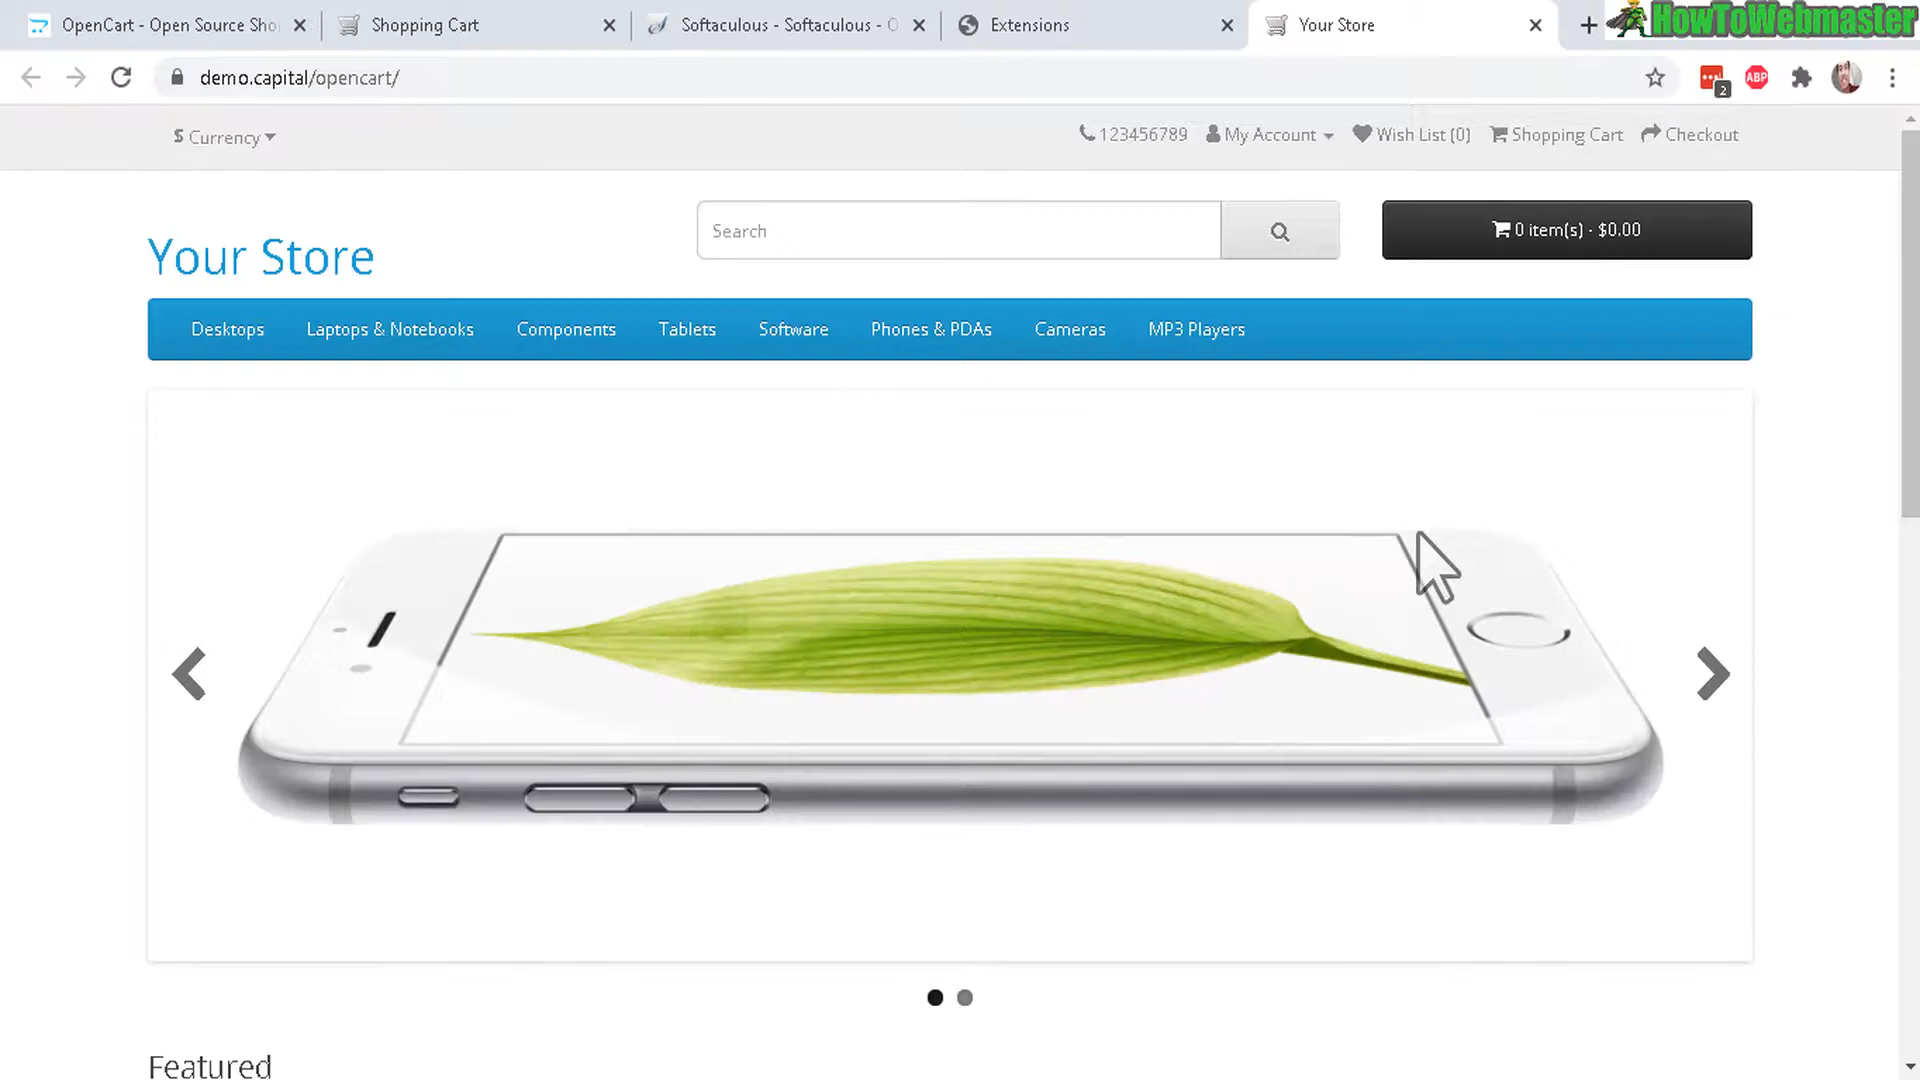 OpenCart - Open Source Sho
Shopping Cart
Softaculous - Softaculous - O
Extensions
Your Store
HowToWebmaster
demo.capital/opencart/
2
ABP
$ Currency
123456789
My Account
Wish List (0)
Shopping Cart
Checkout
Your Store
Search
0 item(s) - $0.00
Desktops
Laptops & Notebooks
Components
Tablets
Software
Phones & PDAs
Cameras
MP3 Players
Featured